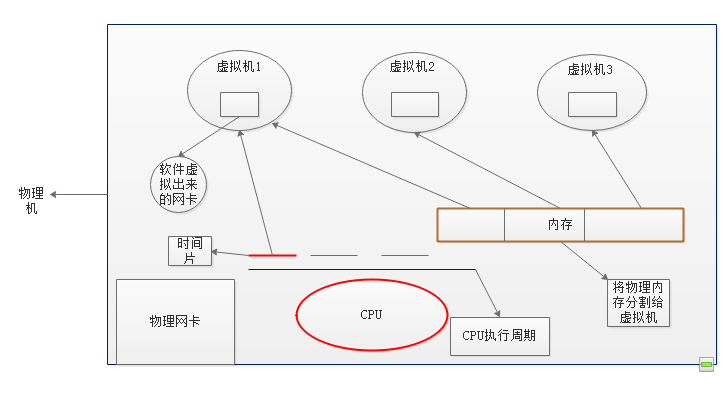 虚拟机1
虚拟机2
虚拟机3
软件虚
拟出来
的网卡
物理
机
内存
时间
片
将物理内
存分割给
虚拟机
物理网卡
CPU
CPU执行周期